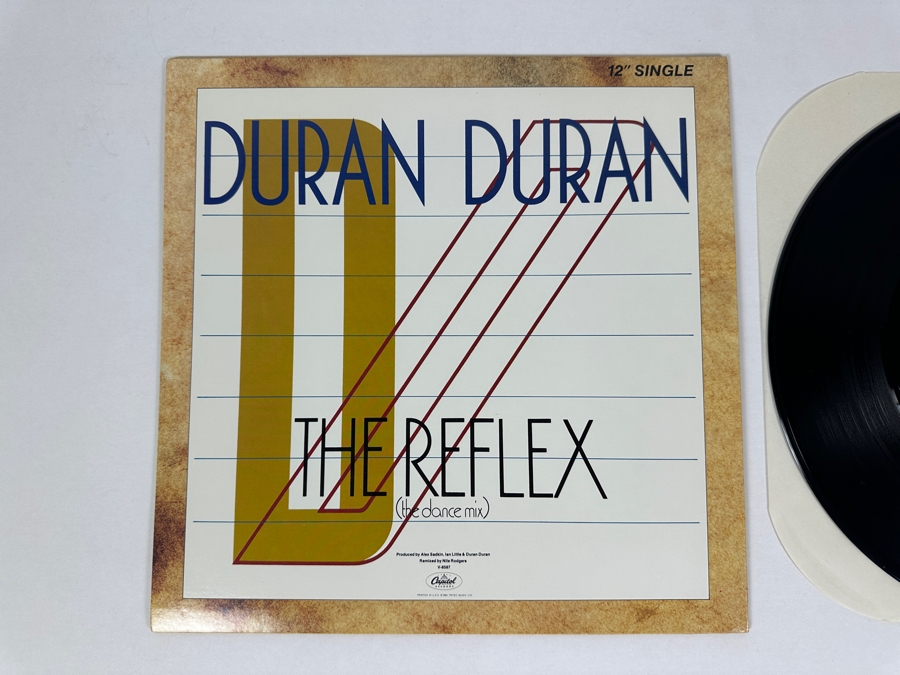 12" SINGLE
DURAN DURAN
THE REFLEX
(the dance mix)
Produced by Alex Sadkin, Ian Little & Duran Duran
Remixed by Nile Rodgers
Capitol
RECORDS